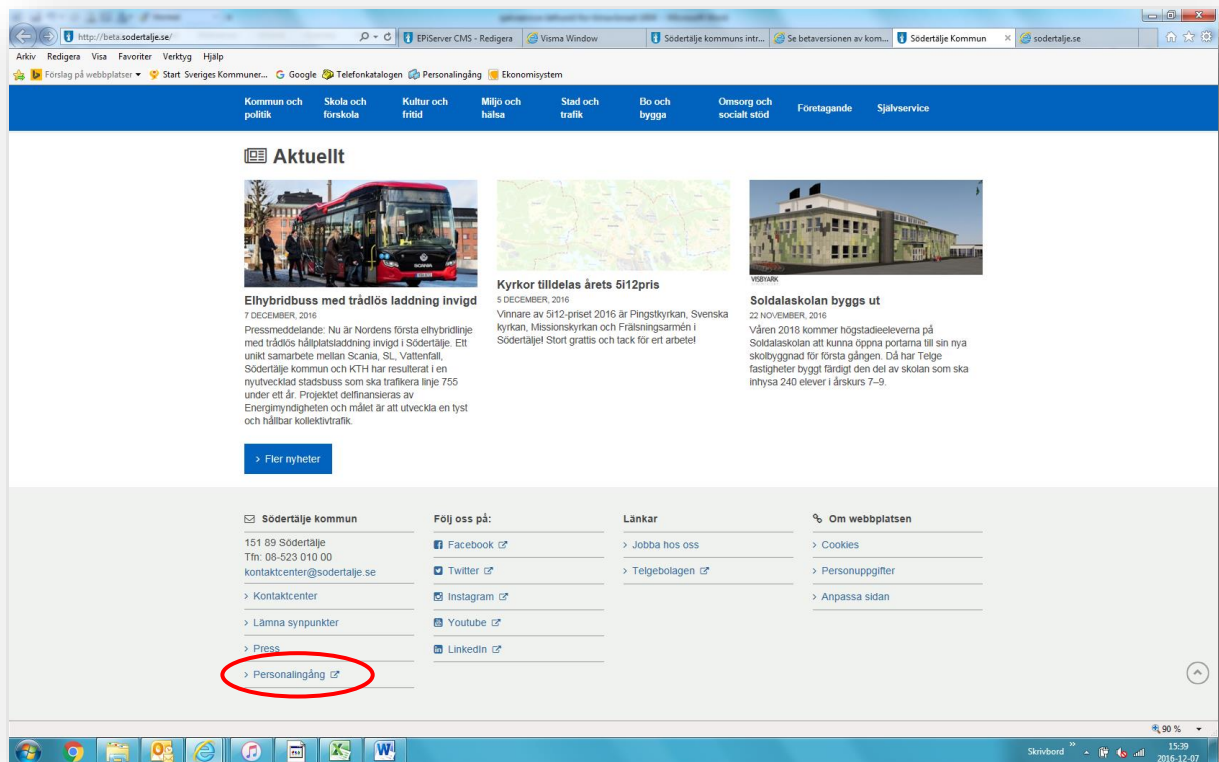 http://beta.sodertalje.se/
EPiServer CMS - Redigera
Visma Window
Södertälje kommuns intr...
Se betaversionen av kom...
Södertälje Kommun
sodertalje.se
Arkiv Redigera Visa Favoriter Verktyg Hjälp
Förslag på webbplatser
Start Sveriges Kommuner...
Google
Telefonkatalogen
Personalingång
Ekonomisystem
Kommun och
politik
Skola och
förskola
Kultur och
fritid
Miljö och
hälsa
Stad och
trafik
Bo och
bygga
Omsorg och
socialt stöd
Företagande
Självservice
Aktuellt
SCANIA
Elhybridbuss med trådlös laddning invigd
7 DECEMBER, 2016
Pressmeddelande: Nu är Nordens första elhybridlinje
med trådlös hållplatsladdning invigd i Södertälje. Ett
unikt samarbete mellan Scania, SL, Vattenfall,
Södertälje kommun och KTH har resulterat i en
nyutvecklad stadsbuss som ska trafikera linje 755
under ett år. Projektet delfinansieras av
Energimyndigheten och målet är att utveckla en tyst
och hållbar kollektivtrafik.
Kyrkor tilldelas årets 5i12pris
5 DECEMBER, 2016
Vinnare av 5i12-priset 2016 är Pingstkyrkan, Svenska
kyrkan, Missionskyrkan och Frälsningsarmén i
Södertälje! Stort grattis och tack för ert arbete!
VISBYARK
Soldalaskolan byggs ut
22 NOVEMBER, 2016
Våren 2018 kommer högstadieeleverna på
Soldalaskolan att kunna öppna portarna till sin nya
skolbyggnad för första gången. Då har Telge
fastigheter byggt färdigt den del av skolan som ska
inhysa 240 elever i årskurs 7–9.
> Fler nyheter
Södertälje kommun
151 89 Södertälje
Tfn: 08-523 010 00
kontaktcenter@sodertalje.se
> Kontaktcenter
> Lämna synpunkter
> Press
> Personalingång
Följ oss på:
Facebook
Twitter
Instagram
Youtube
LinkedIn
Länkar
> Jobba hos oss
> Telgebolagen
Om webbplatsen
> Cookies
> Personuppgifter
> Anpassa sidan
90 %
Skrivbord
15:39
2016-12-07